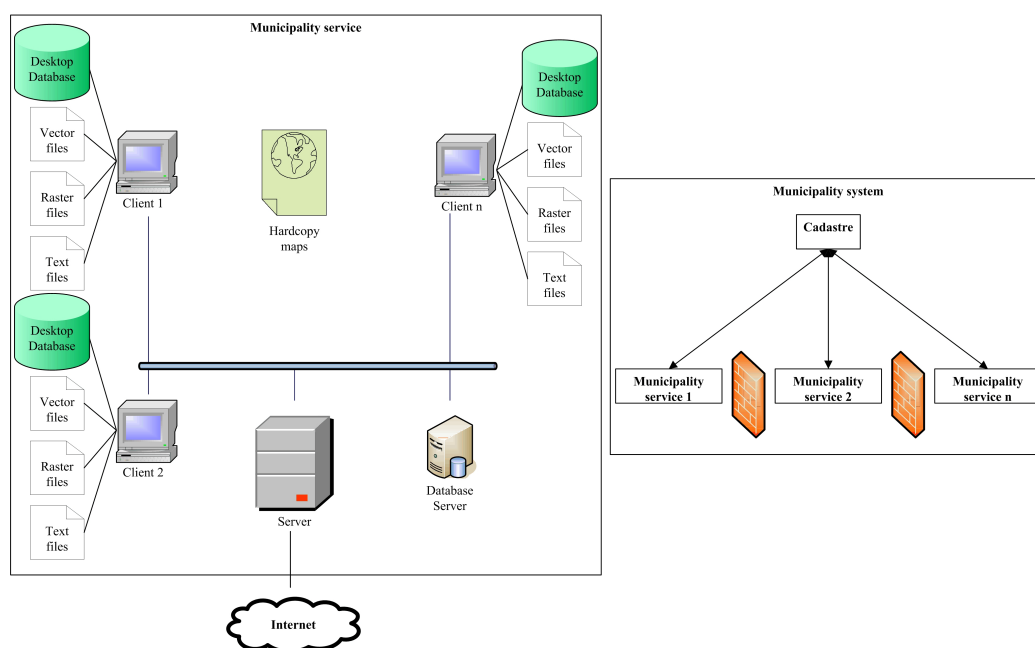 Municipality service
Desktop
Database
Vector
files
Raster
files
Text
files
Client 1
Hardcopy
maps
Client n
Desktop
Database
Vector
files
Raster
files
Text
files
Desktop
Database
Vector
files
Raster
files
Text
files
Client 2
Server
Database
Server
Internet
Municipality system
Cadastre
Municipality
service 1
Municipality
service 2
Municipality
service n